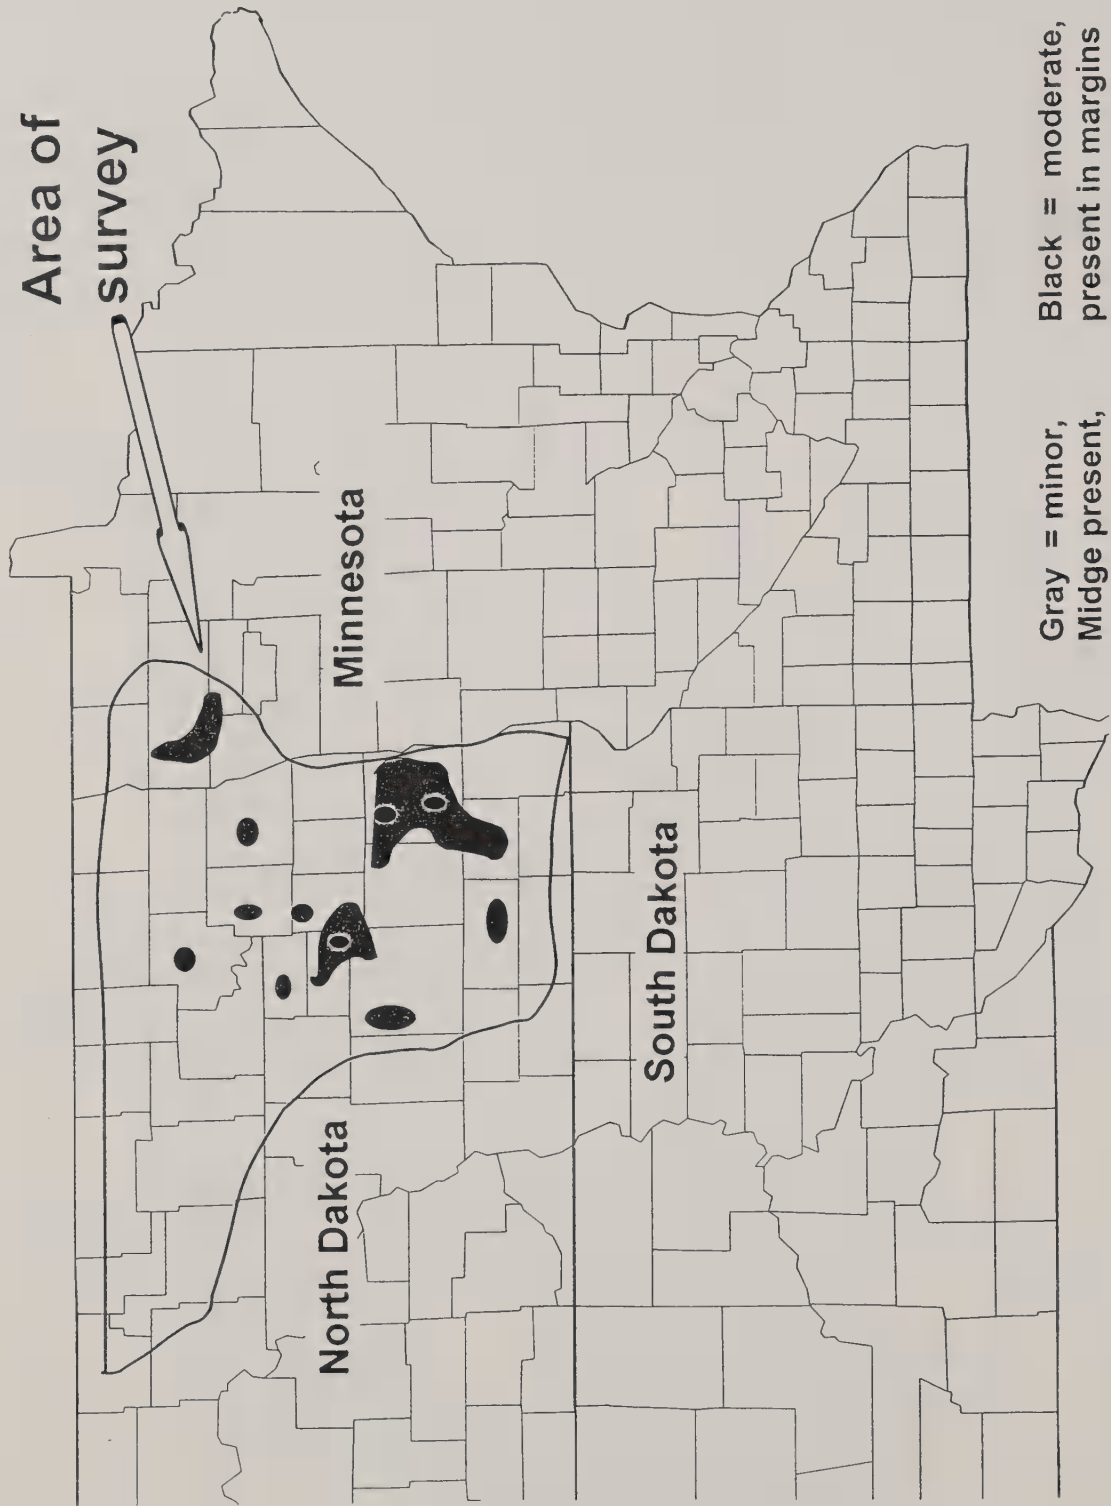 Area of
survey
Minnesota
North Dakota
South Dakota
Gray = minor,
Midge present,
Black = moderate,
present in margins